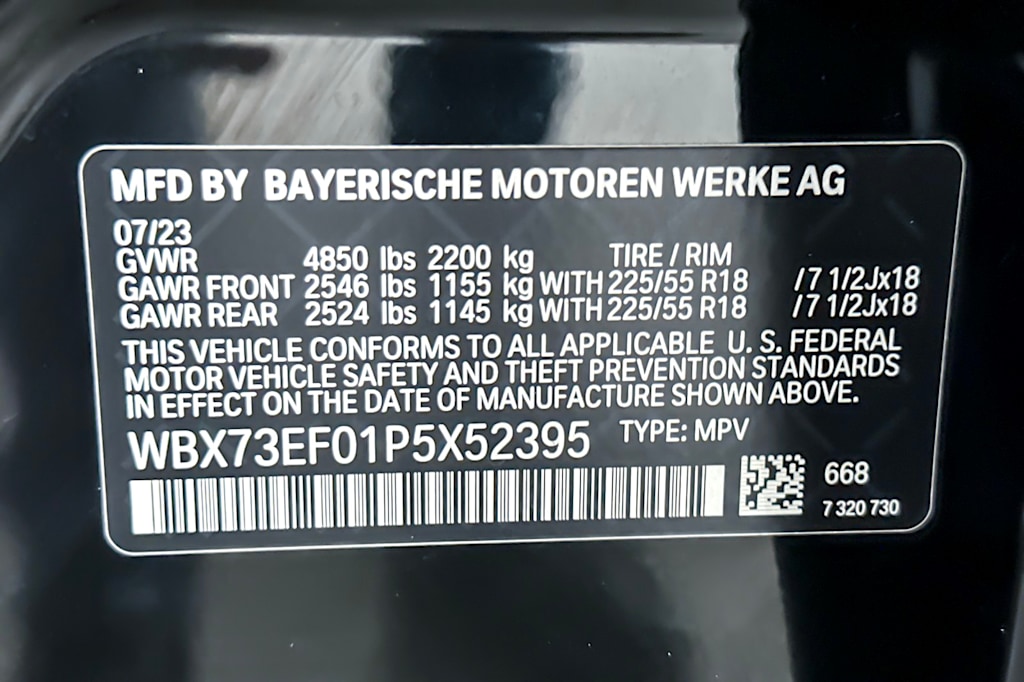 MFD BY BAYERISCHE MOTOREN WERKE AG
07/23
GVWR 4850 lbs 2200 kg TIRE / RIM
GAWR FRONT 2546 lbs 1155 kg WITH 225/55 R18 /7 1/2Jx18
GAWR REAR 2524 lbs 1145 kg WITH 225/55 R18 /7 1/2Jx18
THIS VEHICLE CONFORMS TO ALL APPLICABLE U. S. FEDERAL
MOTOR VEHICLE SAFETY AND THEFT PREVENTION STANDARDS
IN EFFECT ON THE DATE OF MANUFACTURE SHOWN ABOVE.
WBX73EF01P5X52395 TYPE: MPV
668
7 320 730